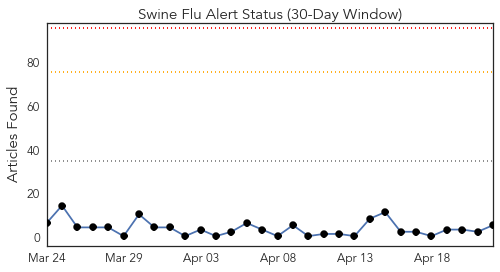 Swine Flu Alert Status (30-Day Window)
Articles Found
80
60
40
20
0
Mar 24
Mar 29
Apr 03
Apr 08
Apr 13
Apr 18